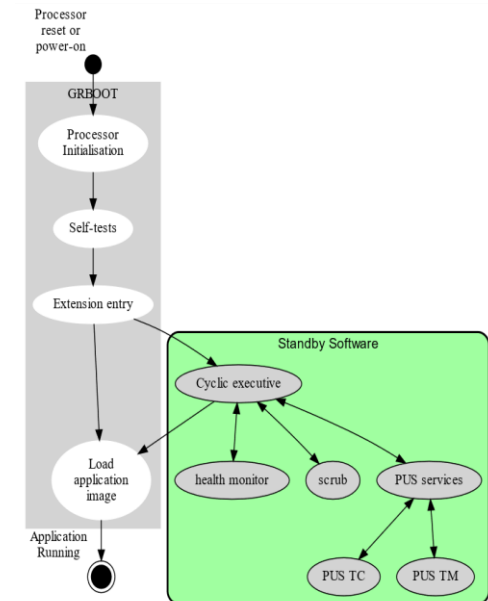 Processor
reset or
power-on
GRBOOT
Processor
Initialisation
Self-tests
Extension entry
Standby Software
Cyclic executive
Load
application
image
health monitor
scrub
PUS services
Application
Running
PUS TC
PUS TM